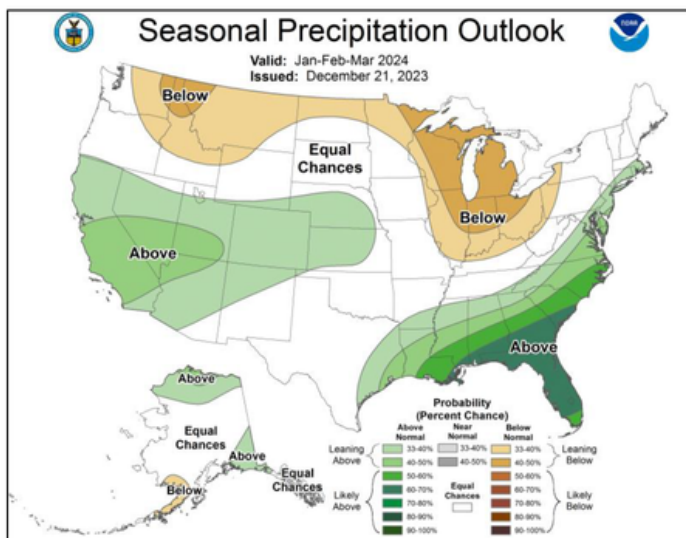 Seasonal Precipitation Outlook
NOAA
Valid: Jan-Feb-Mar 2024
Issued: December 21, 2023
Below
Equal
Chances
Below
Above
Above
Above
Equal
Chances
Above
Equal
Chances
Below
Probability
(Percent Chance)
Above
Normal
Near
Normal
Below
Normal
Leaning
Above
33-40%
40-50%
33-40%
40-50%
33-40%
40-50%
Leaning
Below
Likely
Above
50-60%
60-70%
70-80%
80-90%
90-100%
Equal
Chances
50-60%
60-70%
70-80%
80-90%
90-100%
Likely
Below